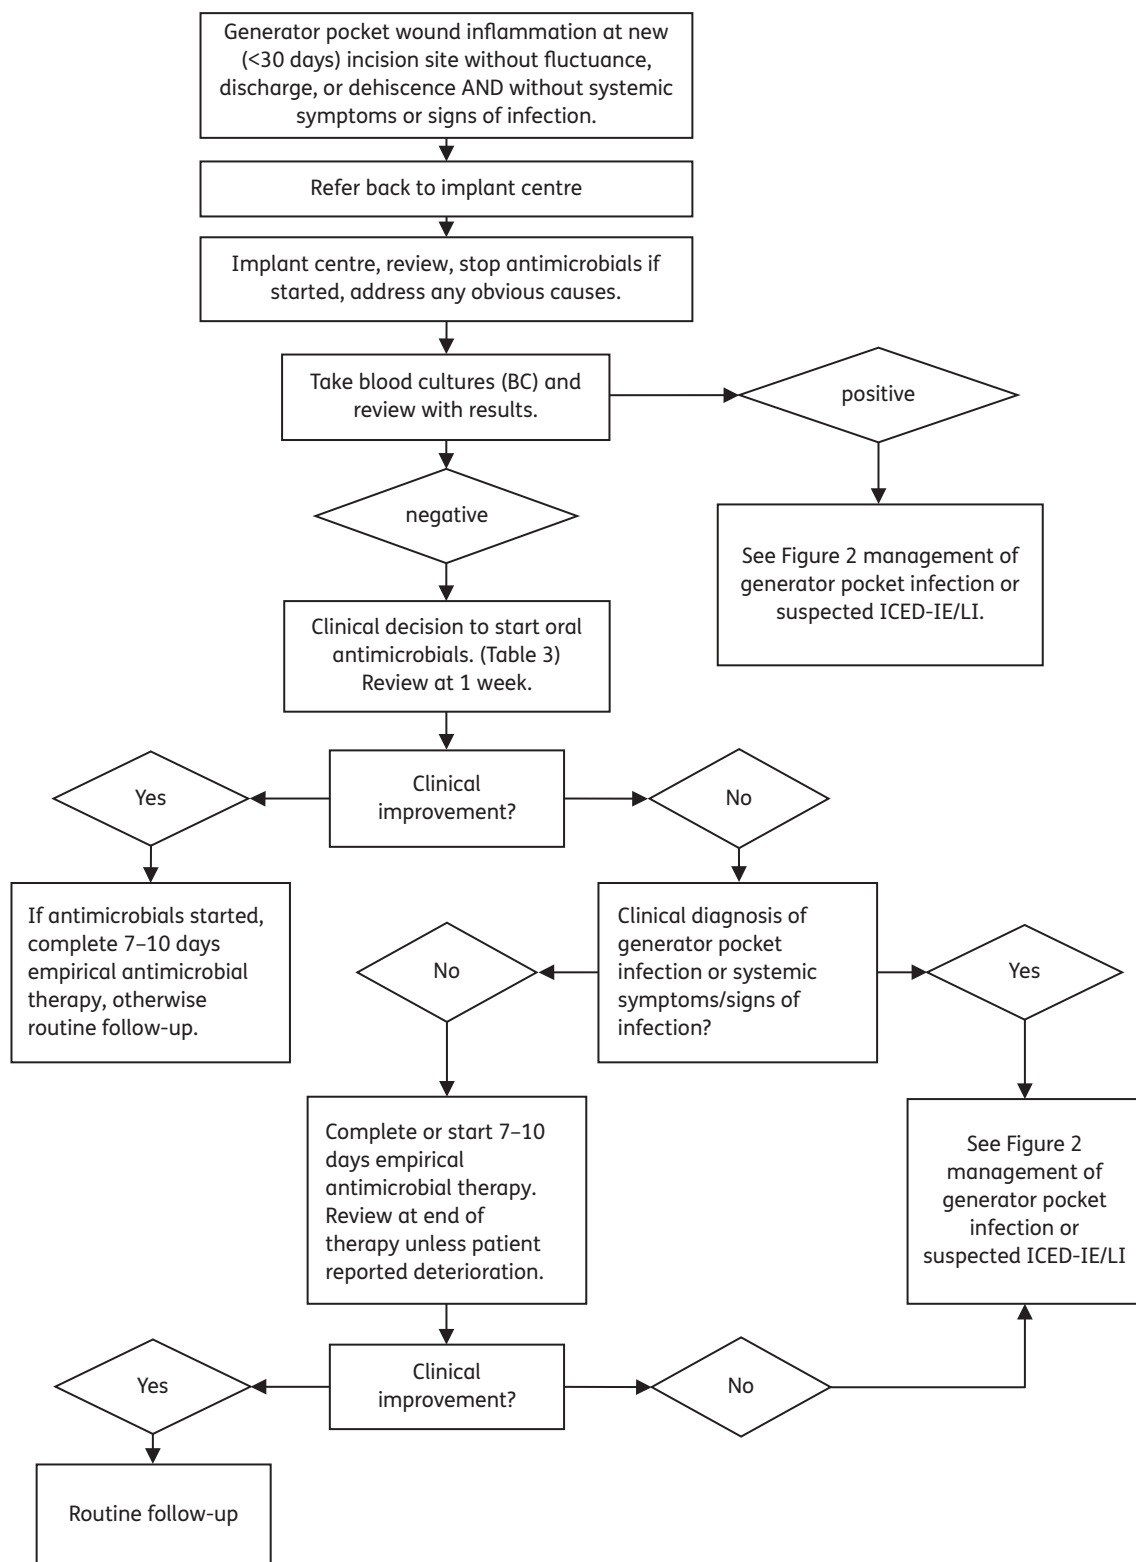 Generator pocket wound inflammation at new
(<30 days) incision site without fluctuance,
discharge, or dehiscence AND without systemic
symptoms or signs of infection.
Refer back to implant centre
Implant centre, review, stop antimicrobials if
started, address any obvious causes.
Take blood cultures (BC) and
review with results.
positive
negative
See Figure 2 management of
generator pocket infection or
suspected ICED-IE/LI.
Clinical decision to start oral
antimicrobials. (Table 3)
Review at 1 week.
Clinical
improvement?
Yes
No
If antimicrobials started,
complete 7–10 days
empirical antimicrobial
therapy, otherwise
routine follow-up.
Clinical diagnosis of
generator pocket
infection or systemic
symptoms/signs of
infection?
No
Yes
Complete or start 7–10
days empirical
antimicrobial therapy.
Review at end of
therapy unless patient
reported deterioration.
See Figure 2
management of
generator pocket
infection or
suspected ICED-IE/LI
Clinical
improvement?
Yes
No
Routine follow-up